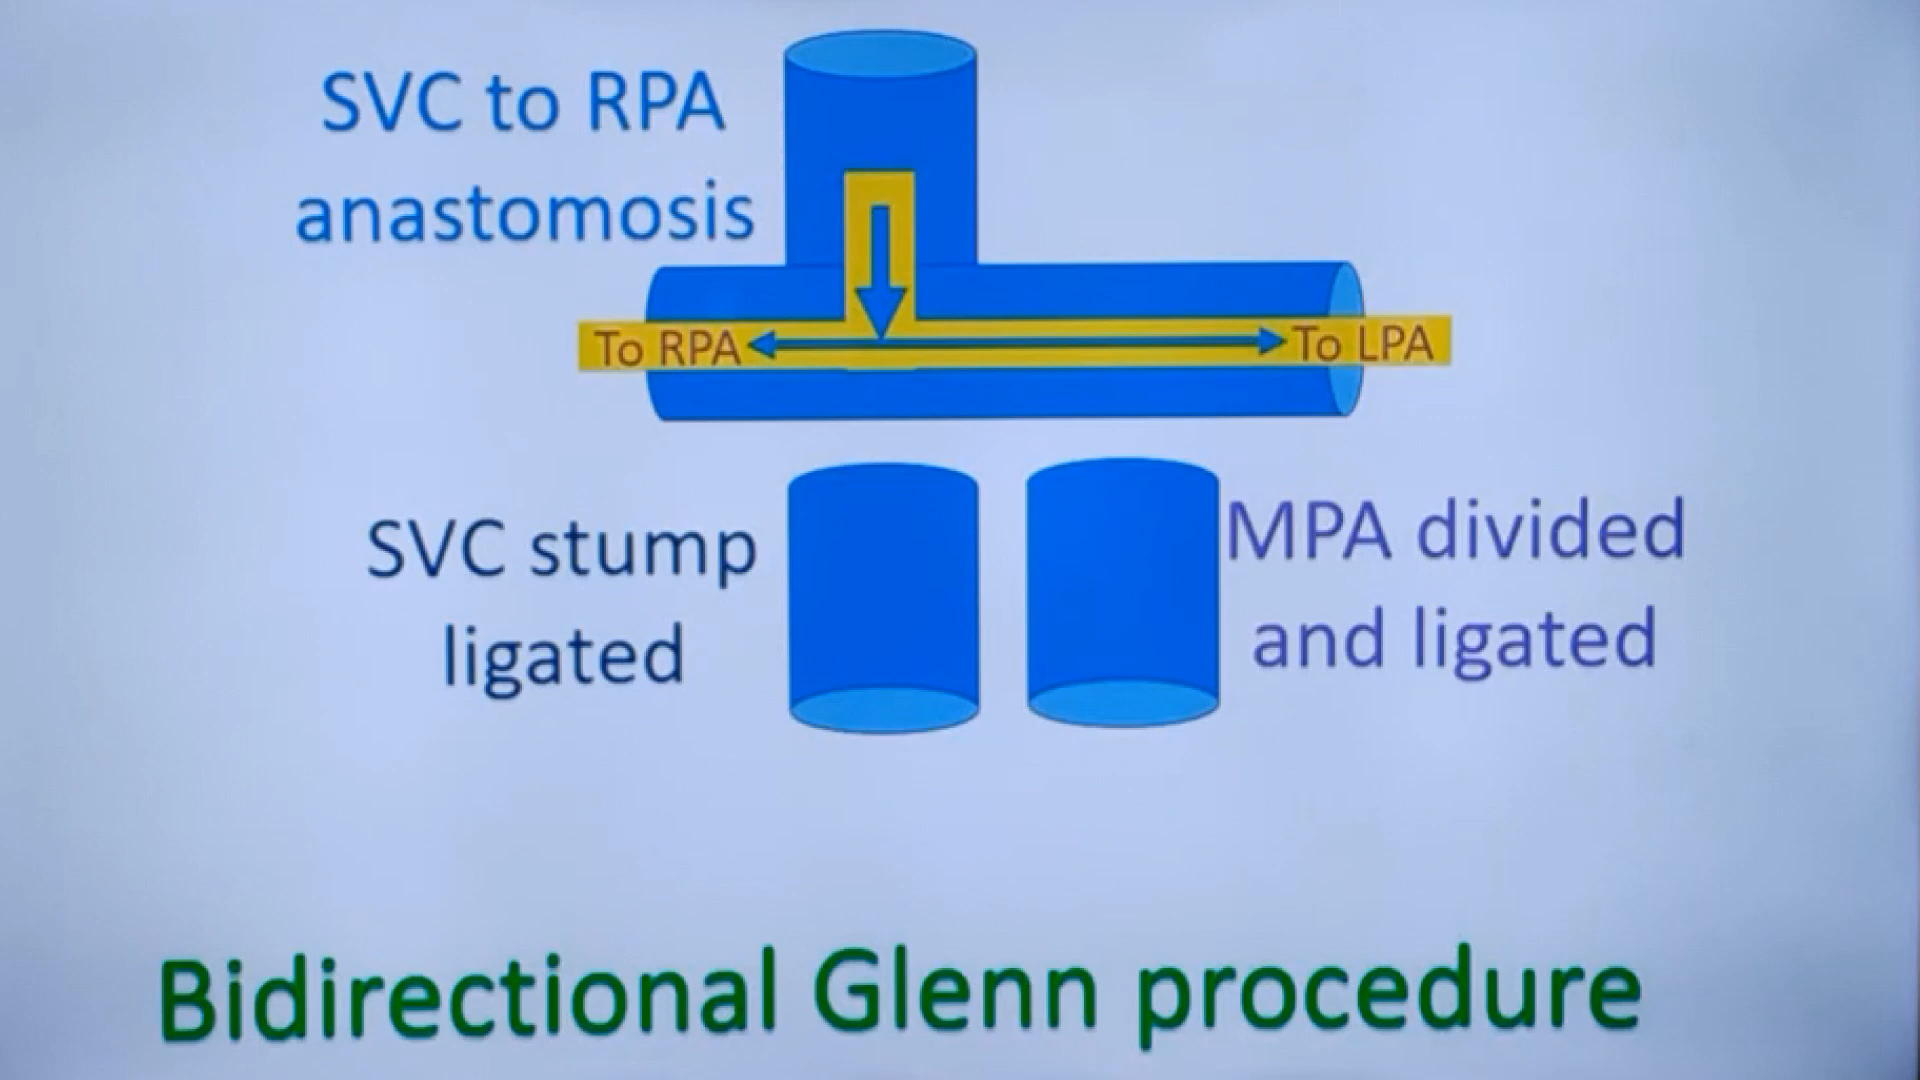 SVC to RPA
anastomosis
To RPA
To LPA
SVC stump
ligated
MPA divided
and ligated
Bidirectional Glenn procedure